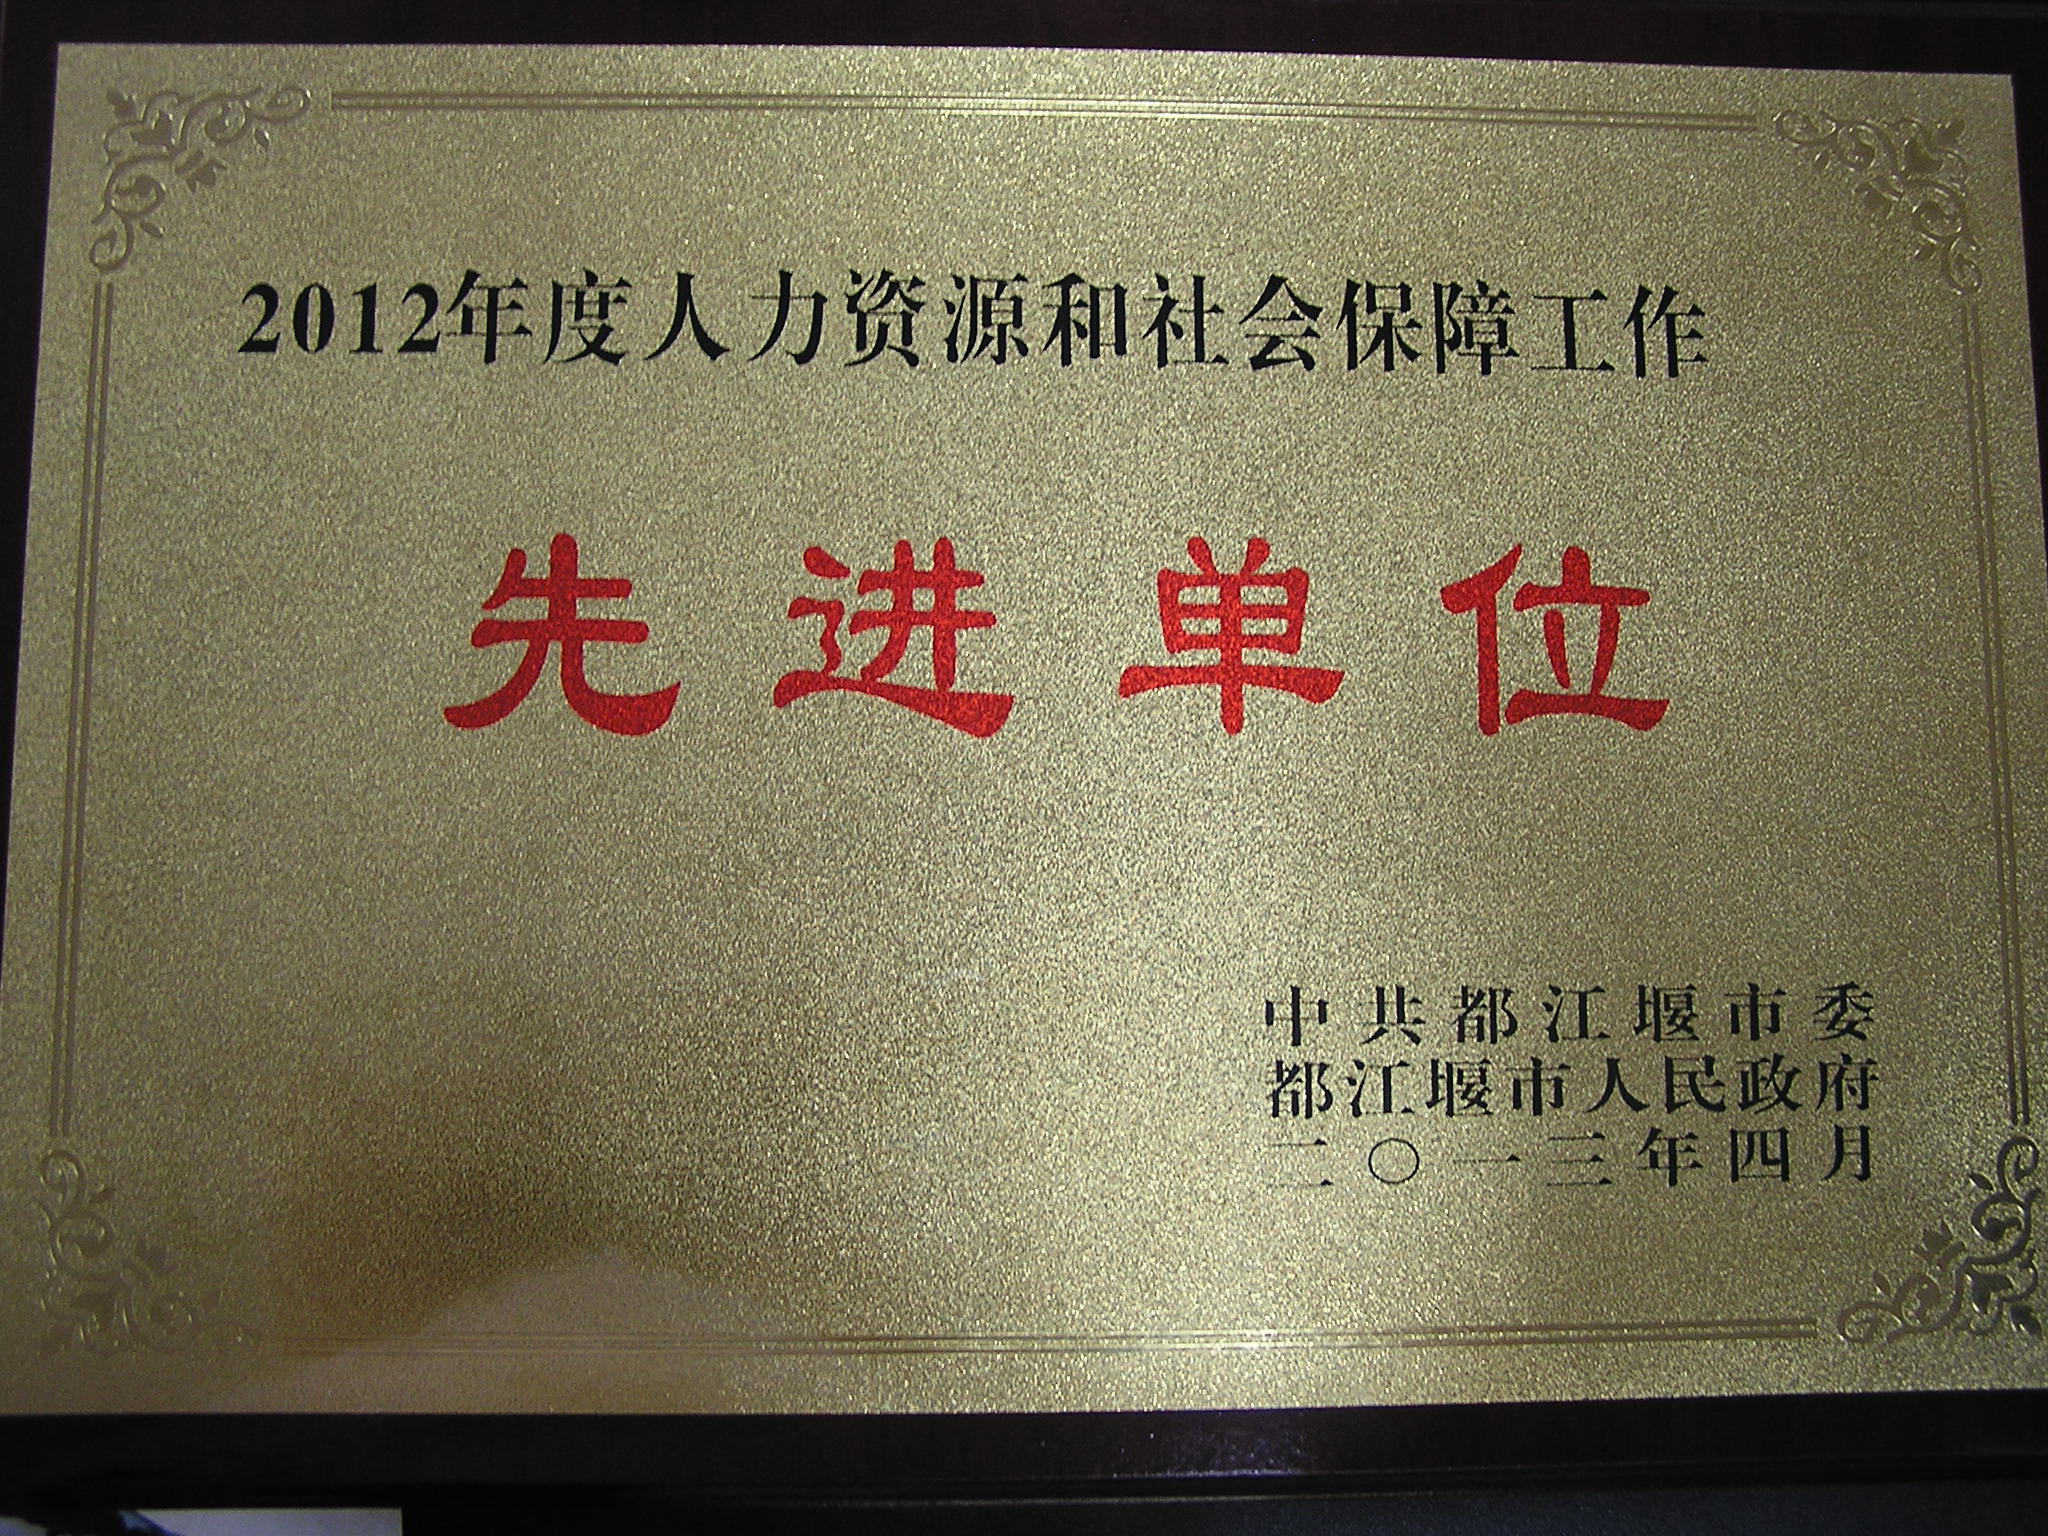 2012年度人力资源和社会保障工作
先进单位
中共都江堰市委
都江堰市人民政府
二〇一三年四月